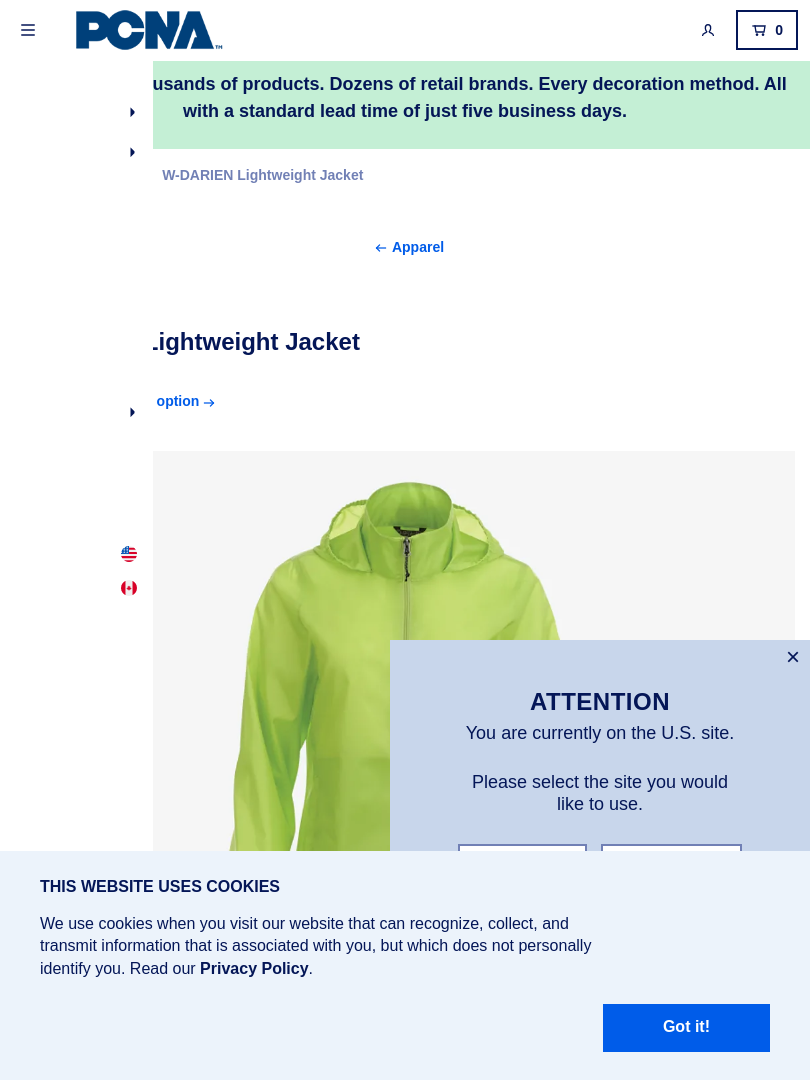 PCNA™
0
usands of products. Dozens of retail brands. Every decoration method. All
with a standard lead time of just five business days.
W-DARIEN Lightweight Jacket
Apparel
Lightweight Jacket
option
ATTENTION
You are currently on the U.S. site.
Please select the site you would
like to use.
THIS WEBSITE USES COOKIES
We use cookies when you visit our website that can recognize, collect, and
transmit information that is associated with you, but which does not personally
identify you. Read our Privacy Policy.
Got it!